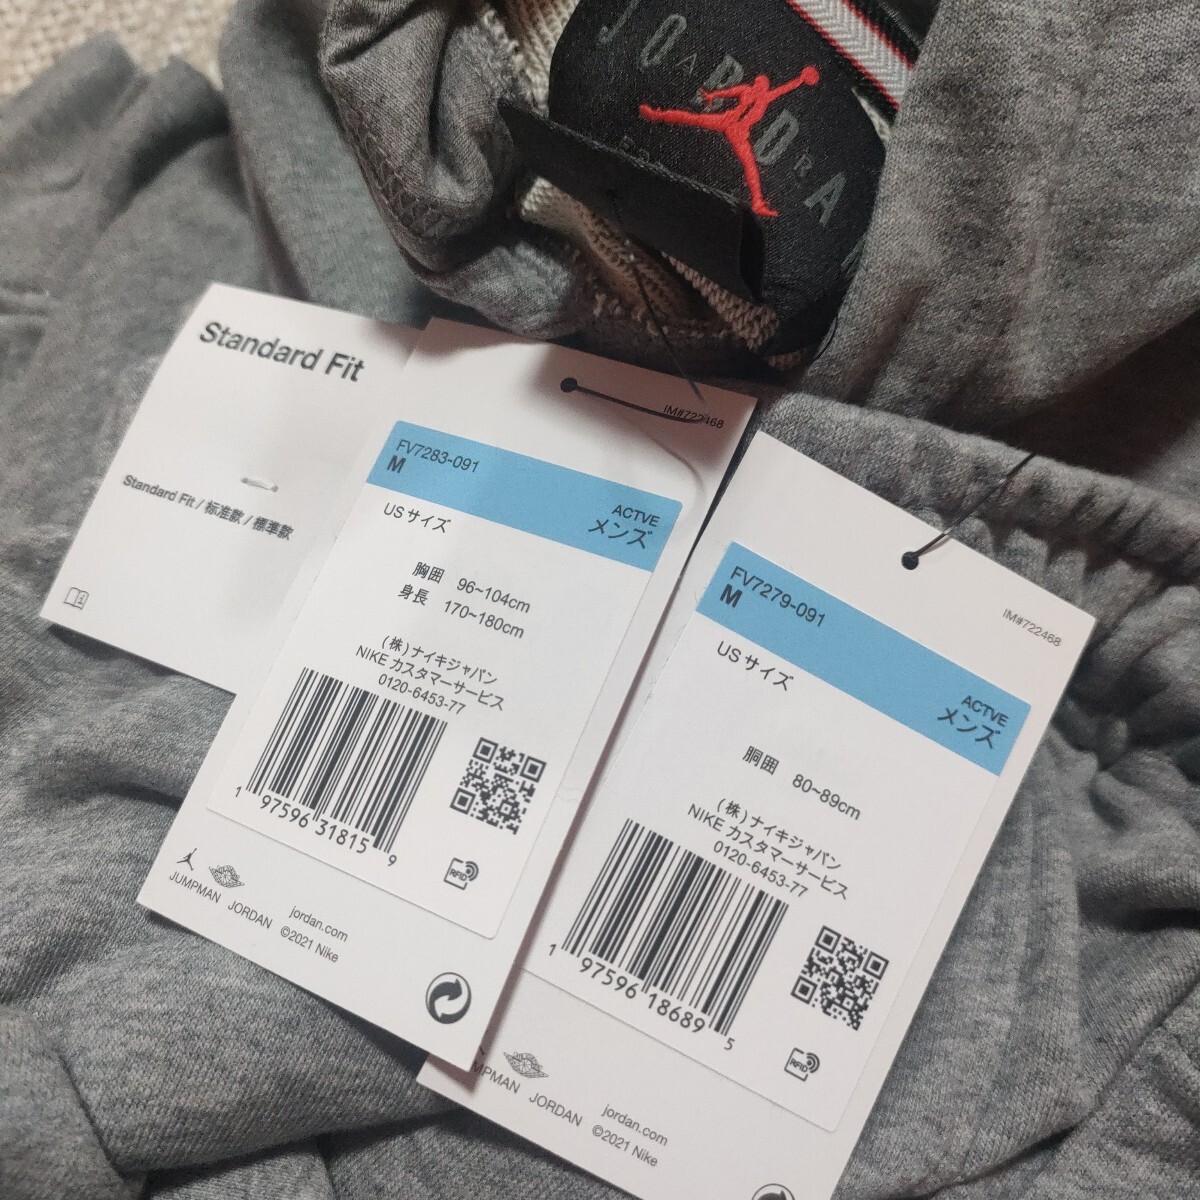 JORDAN
Standard Fit
Standard Fit / 标准款 / 標準款
IM#722468
FV7283-091
M
ACTVE
メンズ
US サイズ
胸囲 96~104cm
身長 170~180cm
(株)ナイキジャパン
NIKE カスタマーサービス
0120-6453-77
1 97596 31815 9
RFID
JUMPMAN JORDAN
jordan.com
©2021 Nike
IM#722468
FV7279-091
M
ACTVE
メンズ
US サイズ
胴囲 80~89cm
(株)ナイキジャパン
NIKE カスタマーサービス
0120-6453-77
1 97596 18689 5
RFID
MPMAN JORDAN
jordan.com
©2021 Nike